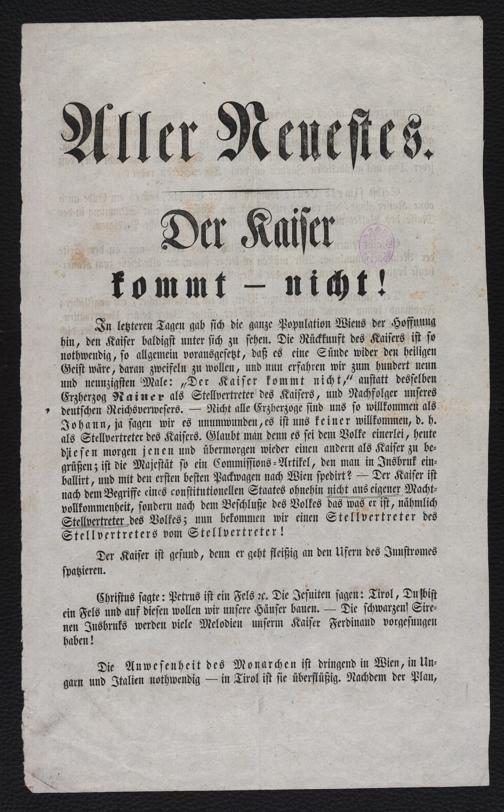 Aller Neuestes.
Der Kaiser
kommt — nicht!
In letzteren Tagen gab sich die ganze Population Wiens der Hoffnung
hin, den Kaiser baldigst unter sich zu sehen. Die Rückkunft des Kaisers ist so
nothwendig, so allgemein vorausgesetzt, daß es eine Sünde wider den heiligen
Geist wäre, daran zweifeln zu wollen, und nun erfahren wir zum hundert neun
und neunzigsten Male: „Der Kaiser kommt nicht,“ anstatt desselben
Erzherzog Rainer als Stellvertreter des Kaisers, und Nachfolger unseres
deutschen Reichsverwesers. — Nicht alle Erzherzoge sind uns so willkommen als
Johann, ja sagen wir es unumwunden, es ist uns keiner willkommen, d. h.
als Stellvertreter des Kaisers. Glaubt man denn es sei dem Volke einerlei, heute
diesen morgen jenen und übermorgen wieder einen andern als Kaiser zu be-
grüßen; ist die Majestät so ein Commissions-Artikel, den man in Insbruk ein-
ballirt, und mit den ersten besten Packwagen nach Wien spedirt? — Der Kaiser ist
nach dem Begriffe eines constitutionellen Staats ohnehin nicht aus eigener Macht-
vollkommenheit, sondern nach dem Beschluße des Volkes das was er ist, nähmlich
Stellvertreter des Volkes; nun bekommen wir einen Stellvertreter des
Stellvertreters vom Stellvertreter!
Der Kaiser ist gesund, denn er geht fleißig an den Ufern des Innstromes
spatzieren.
Christus sagte: Petrus ist ein Fels ꝛc. Die Jesuiten sagen: Tirol, Du bist
ein Fels und auf diesen wollen wir unsere Häuser bauen. — Die schwarzen! Sire-
nen Insbruks werden viele Melodien unserm Kaiser Ferdinand vorgesungen
haben!
Die Anwesenheit des Monarchen ist dringend in Wien, in Un-
garn und Italien nothwendig — in Tirol ist sie überflüßig. Nachdem der Plan,